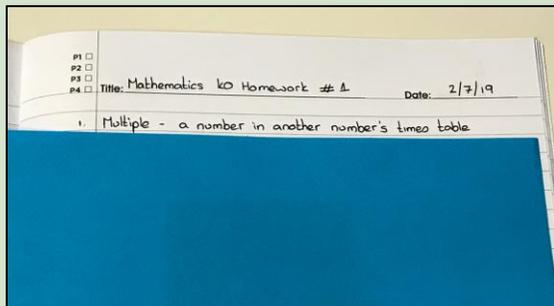 P1
P2
P3
P4 Title: Mathematics KO Homework # 1 Date: 2/7/19
1. Multiple - a number in another number's times table